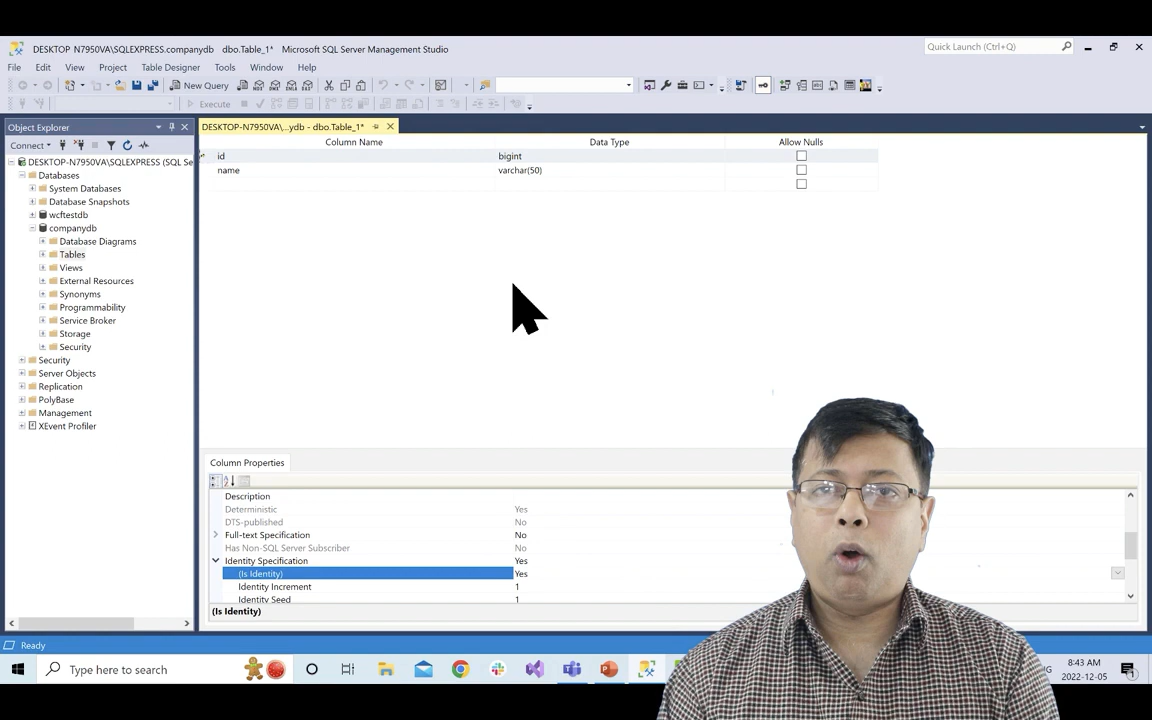 DESKTOP N7950VA\SQLEXPRESS.companydb dbo.Table_1* Microsoft SQL Server Management Studio
Quick Launch (Ctrl+Q)
File Edit View Project Table Designer Tools Window Help
New Query
Execute
Object Explorer
DESKTOP-N7950VA\...ydb - dbo.Table_1*
Connect
Column Name Data Type Allow Nulls
id bigint
name varchar(50)
DESKTOP-N7950VA\SQLEXPRESS (SQL Se
Databases
System Databases
Database Snapshots
wcftestdb
companydb
Database Diagrams
Tables
Views
External Resources
Synonyms
Programmability
Service Broker
Storage
Security
Security
Server Objects
Replication
PolyBase
Management
XEvent Profiler
Column Properties
Description
Deterministic Yes
DTS-published No
Full-text Specification No
Has Non-SQL Server Subscriber No
Identity Specification Yes
(Is Identity) Yes
Identity Increment 1
Identity Seed 1
(Is Identity)
Ready
Type here to search
NG
8:43 AM
2022-12-05